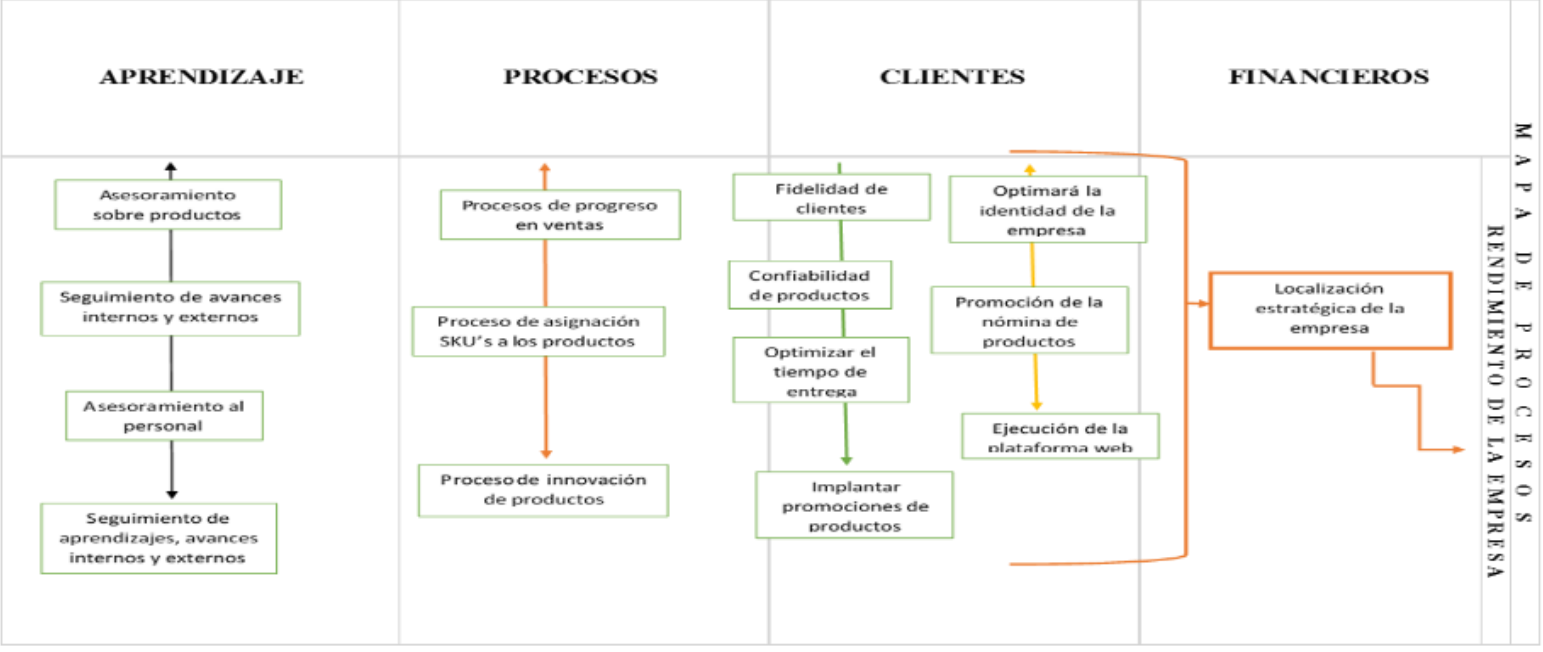 APRENDIZAJE
PROCESOS
CLIENTES
FINANCIEROS
Asesoramiento
sobre productos
Seguimiento de avances
internos y externos
Asesoramiento al
personal
Seguimiento de
aprendizajes, avances
internos y externos
Procesos de progreso
en ventas
Proceso de asignación
SKU's a los productos
Proceso de innovación
de productos
Fidelidad de
clientes
Confiabilidad
de productos
Optimizar el
tiempo de
entrega
Implantar
promociones de
productos
Optimará la
identidad de la
empresa
Promoción de la
nómina de
productos
Ejecución de la
plataforma web
Localización
estratégica de la
empresa
RENDIMIENTO DE LA EMPRESA
MAPA DE PROCESOS